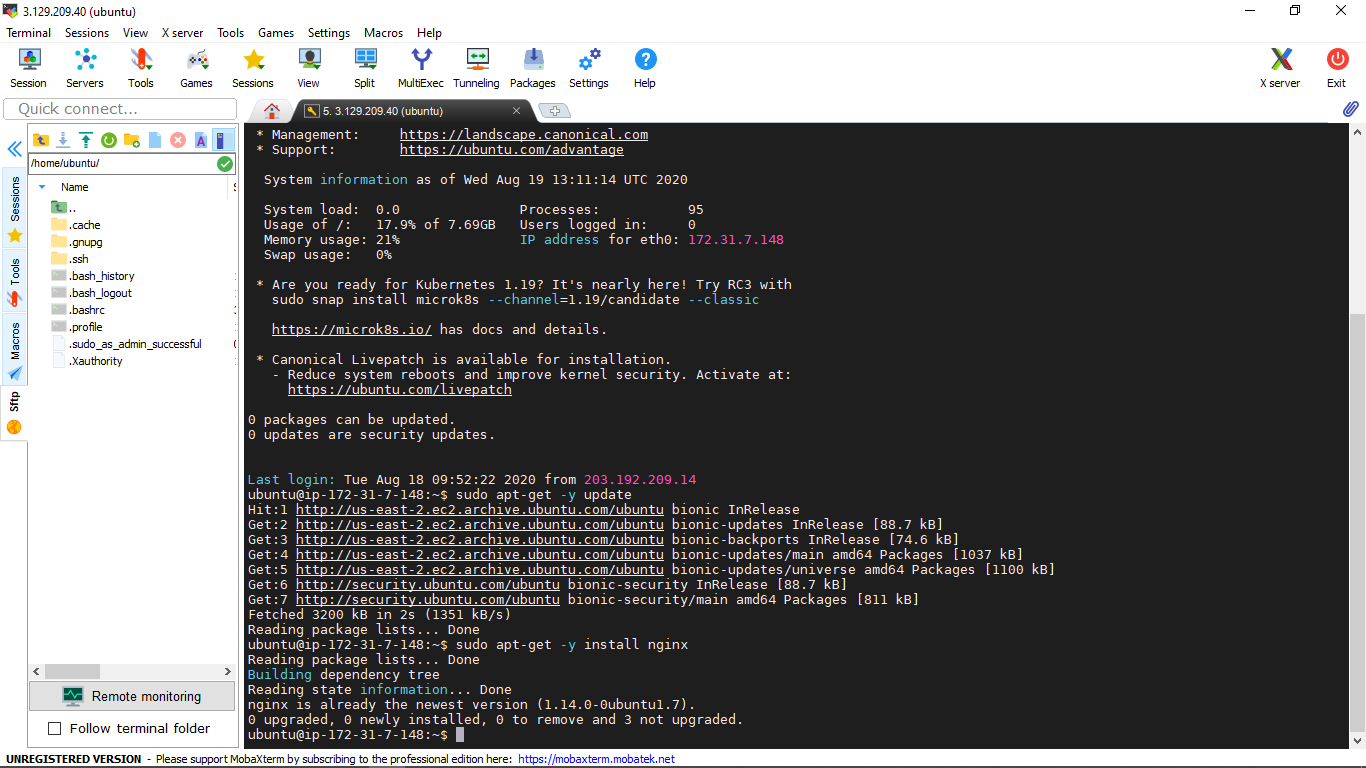 3.129.209.40 (ubuntu)
Terminal Sessions View X server Tools Games Settings Macros Help
Session Servers Tools Games Sessions View Split MultiExec Tunneling Packages Settings Help X server Exit
Quick connect...
5. 3.129.209.40 (ubuntu)
/home/ubuntu/
Name
..
.cache
.gnupg
.ssh
.bash_history
.bash_logout
.bashrc
.profile
.sudo_as_admin_successful
.Xauthority
Sessions
Tools
Macros
Sftp
Remote monitoring
Follow terminal folder
* Management: https://landscape.canonical.com
* Support: https://ubuntu.com/advantage
System information as of Wed Aug 19 13:11:14 UTC 2020
System load: 0.0 Processes: 95
Usage of /: 17.9% of 7.69GB Users logged in: 0
Memory usage: 21% IP address for eth0: 172.31.7.148
Swap usage: 0%
* Are you ready for Kubernetes 1.19? It's nearly here! Try RC3 with
sudo snap install microk8s --channel=1.19/candidate --classic
https://microk8s.io/ has docs and details.
* Canonical Livepatch is available for installation.
- Reduce system reboots and improve kernel security. Activate at:
https://ubuntu.com/livepatch
0 packages can be updated.
0 updates are security updates.
Last login: Tue Aug 18 09:52:22 2020 from 203.192.209.14
ubuntu@ip-172-31-7-148:~$ sudo apt-get -y update
Hit:1 http://us-east-2.ec2.archive.ubuntu.com/ubuntu bionic InRelease
Get:2 http://us-east-2.ec2.archive.ubuntu.com/ubuntu bionic-updates InRelease [88.7 kB]
Get:3 http://us-east-2.ec2.archive.ubuntu.com/ubuntu bionic-backports InRelease [74.6 kB]
Get:4 http://us-east-2.ec2.archive.ubuntu.com/ubuntu bionic-updates/main amd64 Packages [1037 kB]
Get:5 http://us-east-2.ec2.archive.ubuntu.com/ubuntu bionic-updates/universe amd64 Packages [1100 kB]
Get:6 http://security.ubuntu.com/ubuntu bionic-security InRelease [88.7 kB]
Get:7 http://security.ubuntu.com/ubuntu bionic-security/main amd64 Packages [811 kB]
Fetched 3200 kB in 2s (1351 kB/s)
Reading package lists... Done
ubuntu@ip-172-31-7-148:~$ sudo apt-get -y install nginx
Reading package lists... Done
Building dependency tree
Reading state information... Done
nginx is already the newest version (1.14.0-0ubuntu1.7).
0 upgraded, 0 newly installed, 0 to remove and 3 not upgraded.
ubuntu@ip-172-31-7-148:~$
UNREGISTERED VERSION - Please support MobaXterm by subscribing to the professional edition here: https://mobaxterm.mobatek.net